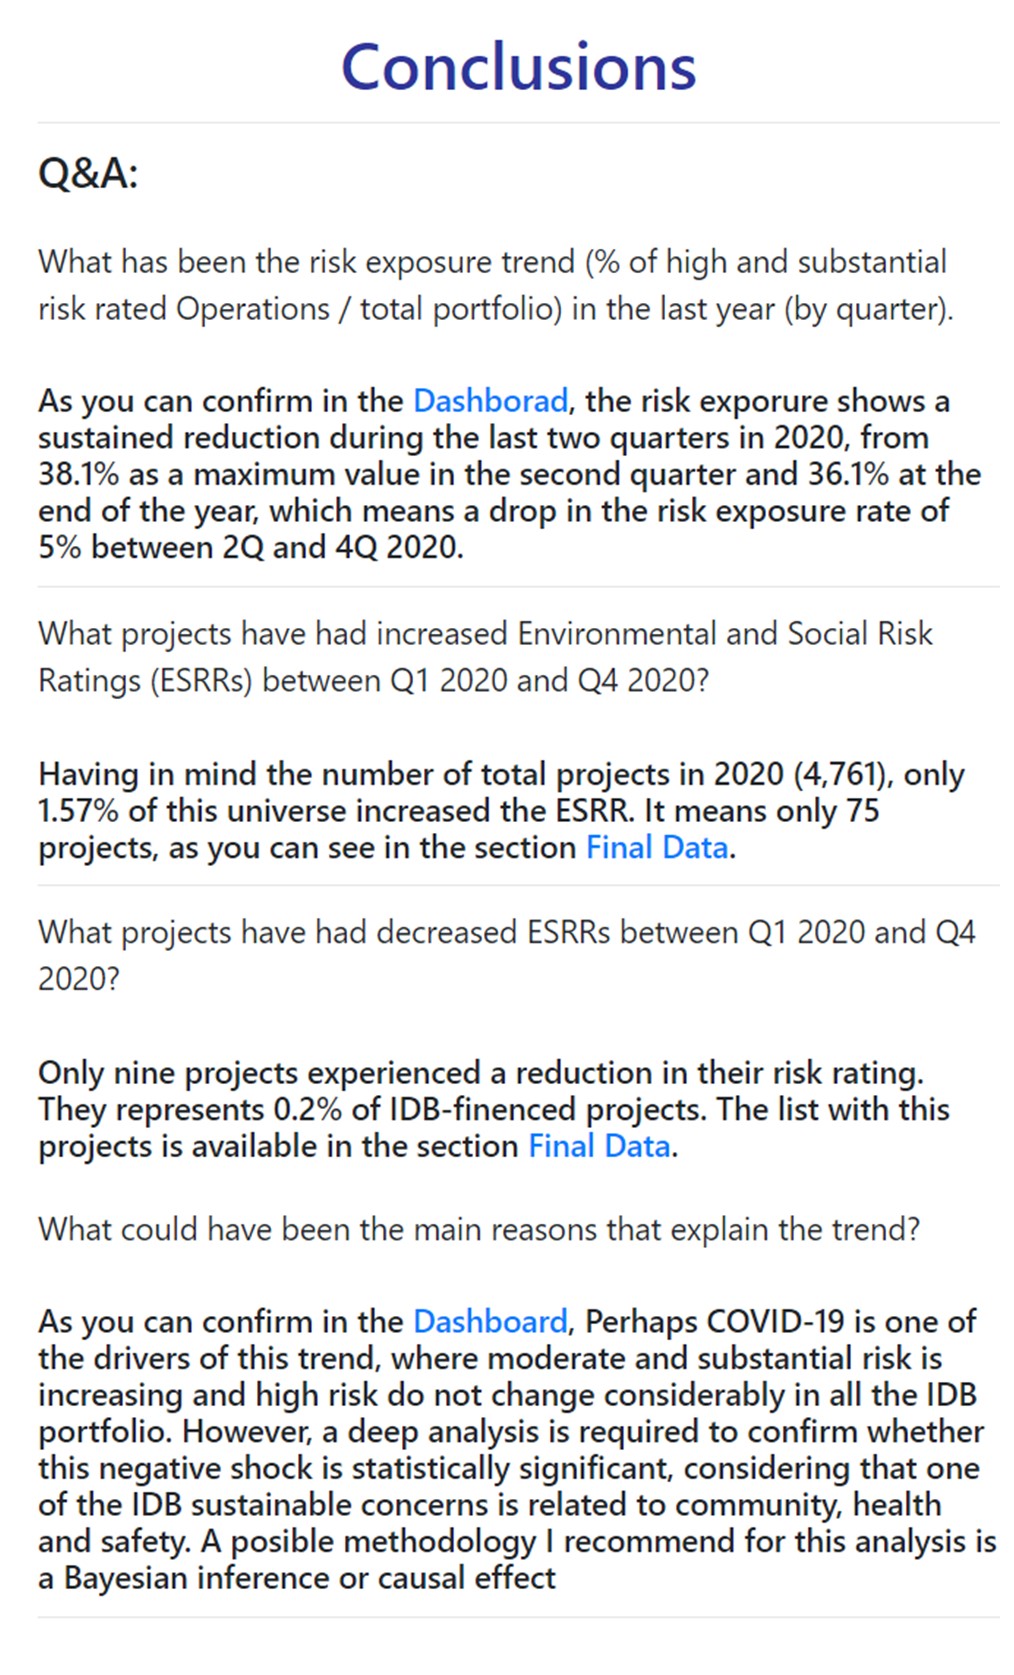 Conclusions
Q&A:
What has been the risk exposure trend (% of high and substantial
risk rated Operations / total portfolio) in the last year (by quarter).
As you can confirm in the Dashborad, the risk exporure shows a
sustained reduction during the last two quarters in 2020, from
38.1% as a maximum value in the second quarter and 36.1% at the
end of the year, which means a drop in the risk exposure rate of
5% between 2Q and 4Q 2020.
What projects have had increased Environmental and Social Risk
Ratings (ESRRs) between Q1 2020 and Q4 2020?
Having in mind the number of total projects in 2020 (4,761), only
1.57% of this universe increased the ESRR. It means only 75
projects, as you can see in the section Final Data.
What projects have had decreased ESRRs between Q1 2020 and Q4
2020?
Only nine projects experienced a reduction in their risk rating.
They represents 0.2% of IDB-finenced projects. The list with this
projects is available in the section Final Data.
What could have been the main reasons that explain the trend?
As you can confirm in the Dashboard, Perhaps COVID-19 is one of
the drivers of this trend, where moderate and substantial risk is
increasing and high risk do not change considerably in all the IDB
portfolio. However, a deep analysis is required to confirm whether
this negative shock is statistically significant, considering that one
of the IDB sustainable concerns is related to community, health
and safety. A posible methodology I recommend for this analysis is
a Bayesian inference or causal effect